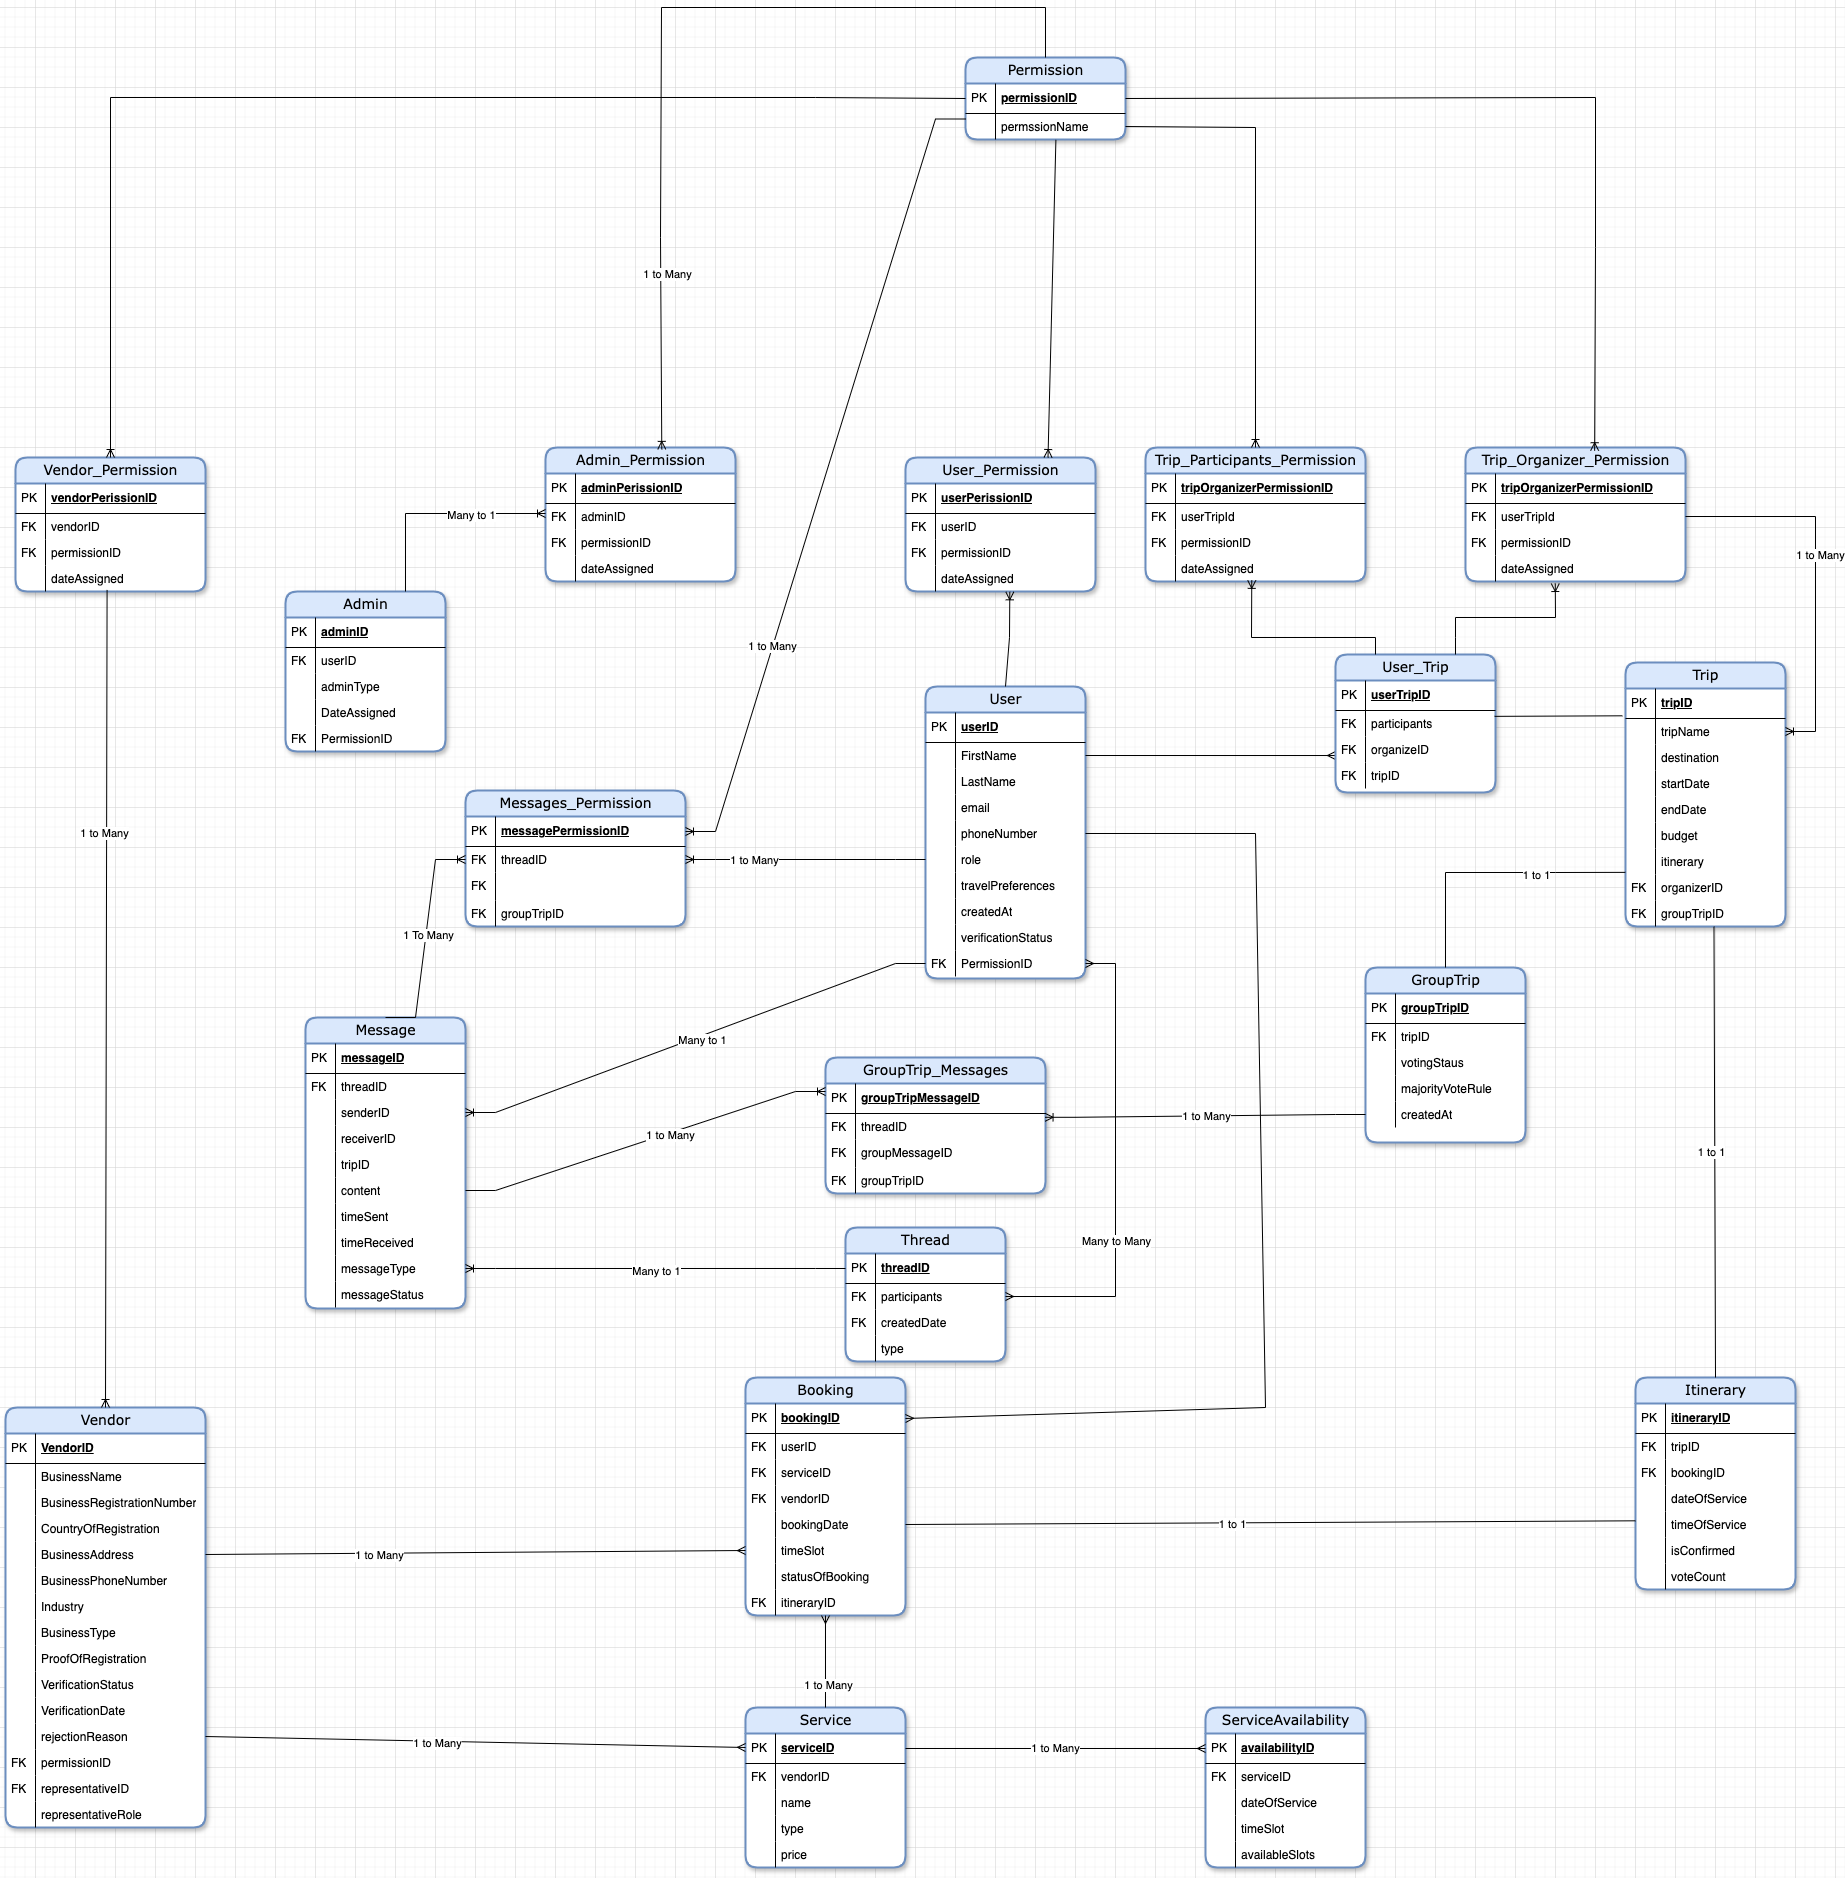 Permission
PK permissionID
permssionName
1 to Many
Vendor_Permission
PK vendorPerissionID
FK vendorID
FK permissionID
dateAssigned
Admin_Permission
PK adminPerissionID
FK adminID
FK permissionID
dateAssigned
Many to 1
User_Permission
PK userPerissionID
FK userID
FK permissionID
dateAssigned
Trip_Participants_Permission
PK tripOrganizerPermissionID
FK userTripId
FK permissionID
dateAssigned
Trip_Organizer_Permission
PK tripOrganizerPermissionID
FK userTripId
FK permissionID
dateAssigned
1 to Many
Admin
PK adminID
FK userID
adminType
DateAssigned
FK PermissionID
1 to Many
User
PK userID
FirstName
LastName
email
phoneNumber
role
travelPreferences
createdAt
verificationStatus
FK PermissionID
User_Trip
PK userTripID
FK participants
FK organizeID
FK tripID
Trip
PK tripID
tripName
destination
startDate
endDate
budget
itinerary
FK organizerID
FK groupTripID
Messages_Permission
PK messagePermissionID
FK threadID
FK
FK groupTripID
1 to Many
1 to Many
1 to 1
1 To Many
GroupTrip
PK groupTripID
FK tripID
votingStaus
majorityVoteRule
createdAt
Message
PK messageID
FK threadID
senderID
receiverID
tripID
content
timeSent
timeReceived
messageType
messageStatus
Many to 1
GroupTrip_Messages
PK groupTripMessageID
FK threadID
FK groupMessageID
FK groupTripID
1 to Many
1 to Many
1 to 1
Thread
PK threadID
FK participants
FK createdDate
type
Many to Many
Many to 1
Vendor
PK VendorID
BusinessName
BusinessRegistrationNumber
CountryOfRegistration
BusinessAddress
BusinessPhoneNumber
Industry
BusinessType
ProofOfRegistration
VerificationStatus
VerificationDate
rejectionReason
FK permissionID
FK representativeID
representativeRole
Booking
PK bookingID
FK userID
FK serviceID
FK vendorID
bookingDate
timeSlot
statusOfBooking
FK itineraryID
Itinerary
PK itineraryID
FK tripID
FK bookingID
dateOfService
timeOfService
isConfirmed
voteCount
1 to 1
1 to Many
1 to Many
Service
PK serviceID
FK vendorID
name
type
price
1 to Many
1 to Many
ServiceAvailability
PK availabilityID
FK serviceID
dateOfService
timeSlot
availableSlots